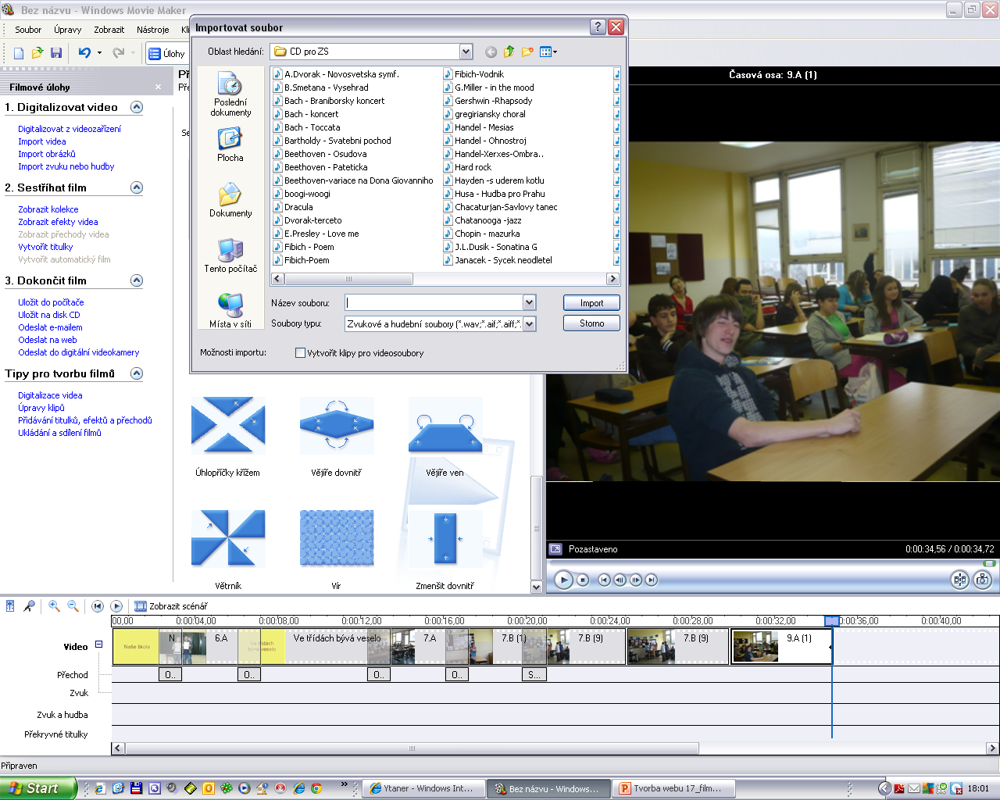 Bez názvu - Windows Movie Maker
Soubor Úpravy Zobrazit Nástroje
Úlohy
Filmové úlohy
1. Digitalizovat video
Digitalizovat z videozařízení
Import videa
Import obrázků
Import zvuku nebo hudby
2. Sestříhat film
Zobrazit kolekce
Zobrazit efekty videa
Zobrazit přechody videa
Vytvořit titulky
Vytvořit automatický film
3. Dokončit film
Uložit do počítače
Uložit na disk CD
Odeslat e-mailem
Odeslat na web
Odeslat do digitální videokamery
Tipy pro tvorbu filmů
Digitalizace videa
Úpravy klipů
Přidávání titulků, efektů a přechodů
Ukládání a sdílení filmů
Importovat soubor
Oblast hledání: CD pro ZS
Poslední dokumenty
Plocha
Dokumenty
Tento počítač
Místa v síti
A.Dvorak - Novosvetska symf.
B.Smetana - Vysehrad
Bach - Braniborsky koncert
Bach - koncert
Bach - Toccata
Bartholdy - Svatebni pochod
Beethoven - Osudova
Beethoven - Pateticka
Beethoven-variace na Dona Giovanniho
boogi-woogi
Dracula
Dvorak-terceto
E.Presley - Love me
Fibich - Poem
Fibich-Poem
Fibich-Vodnik
G.Miller - in the mood
Gershwin -Rhapsody
gregiriansky choral
Handel - Mesias
Handel - Ohnostroj
Handel-Xerxes-Ombra..
Hard rock
Hayden -s uderem kotlu
Husa - Hudba pro Prahu
Chacaturjan-Savlovy tanec
Chatanooga -jazz
Chopin - mazurka
J.L.Dusik - Sonatina G
Janacek - Sycek neodletel
Název souboru:
Import
Soubory typu: Zvukové a hudební soubory (*.wav;*.aif;*.aiff;*.
Storno
Možnosti importu: Vytvořit klipy pro videosoubory
Úhlopříčky křížem
Vějíře dovnitř
Vějíře ven
Větrník
Vír
Zmenšit dovnitř
Časová osa: 9.A (1)
Pozastaveno
0:00:34,56 / 0:00:34,72
Zobrazit scénář
00,00 0:00:04,00 0:00:08,00 0:00:12,00 0:00:16,00 0:00:20,00 0:00:24,00 0:00:28,00 0:00:32,00 0:00:36,00 0:00:40,00
Video
Naše škola
N
6.A
Ve třídách
bývá veselo
Ve třídách bývá veselo
7.A
7.B (1)
7.B (9)
7.B (9)
9.A (1)
Přechod
O.. O.. O.. O.. S...
Zvuk
Zvuk a hudba
Překryvné titulky
Připraven
Start
Ytaner - Windows Int...
Bez názvu - Windows...
Tvorba webu 17_film...
18:01